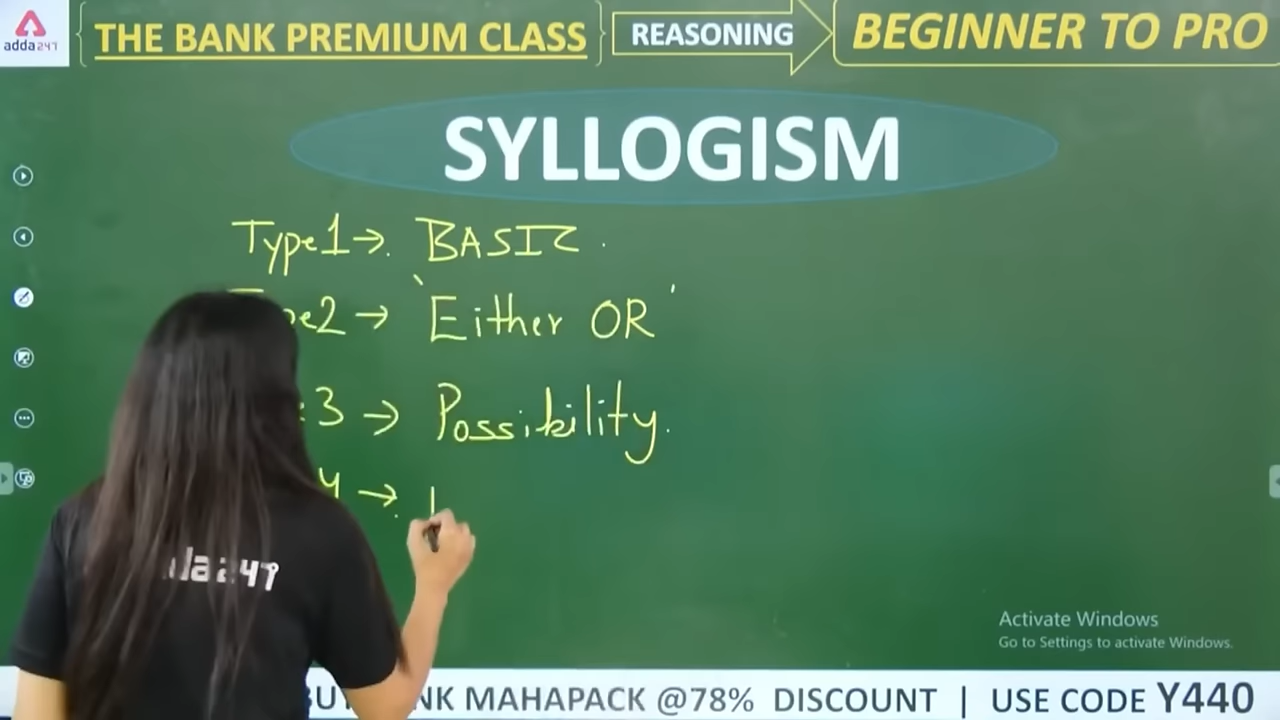 adda247
THE BANK PREMIUM CLASS
REASONING
BEGINNER TO PRO
SYLLOGISM
Type1→. BASIC.
2 → 'Either OR'
3 → Possibility.
4 →.
da247
Activate Windows
Go to Settings to activate Windows.
MAHAPACK @78% DISCOUNT | USE CODE Y440